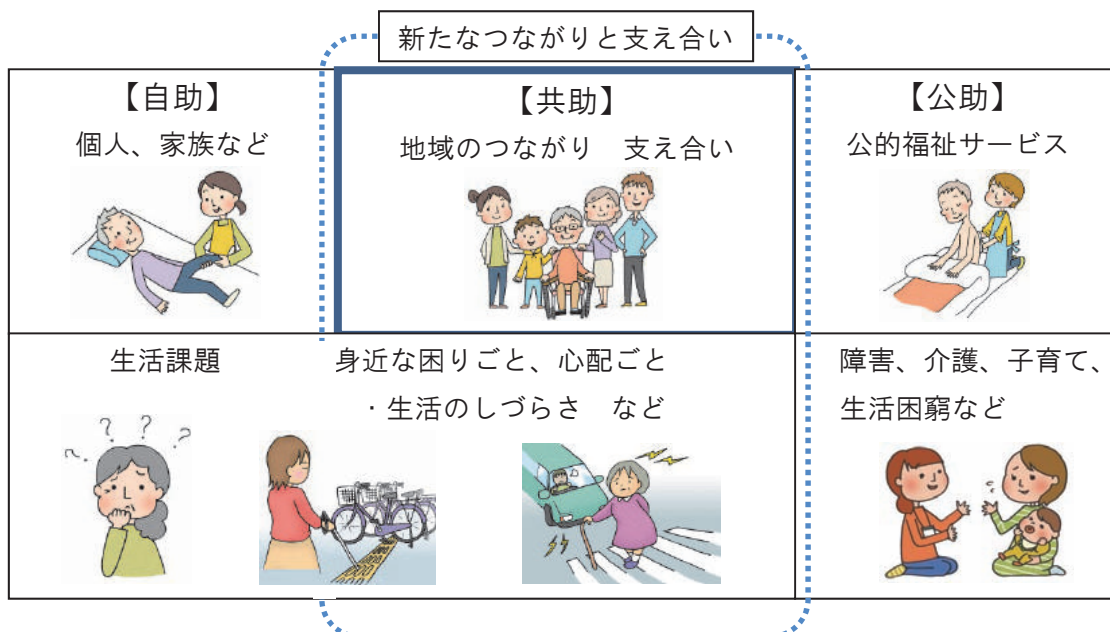 新たなつながりと支え合い
【自助】
個人、家族など
【共助】
地域のつながり　支え合い
【公助】
公的福祉サービス
生活課題
身近な困りごと、心配ごと
・生活のしづらさ　など
障害、介護、子育て、
生活困窮など
? ? ? ?